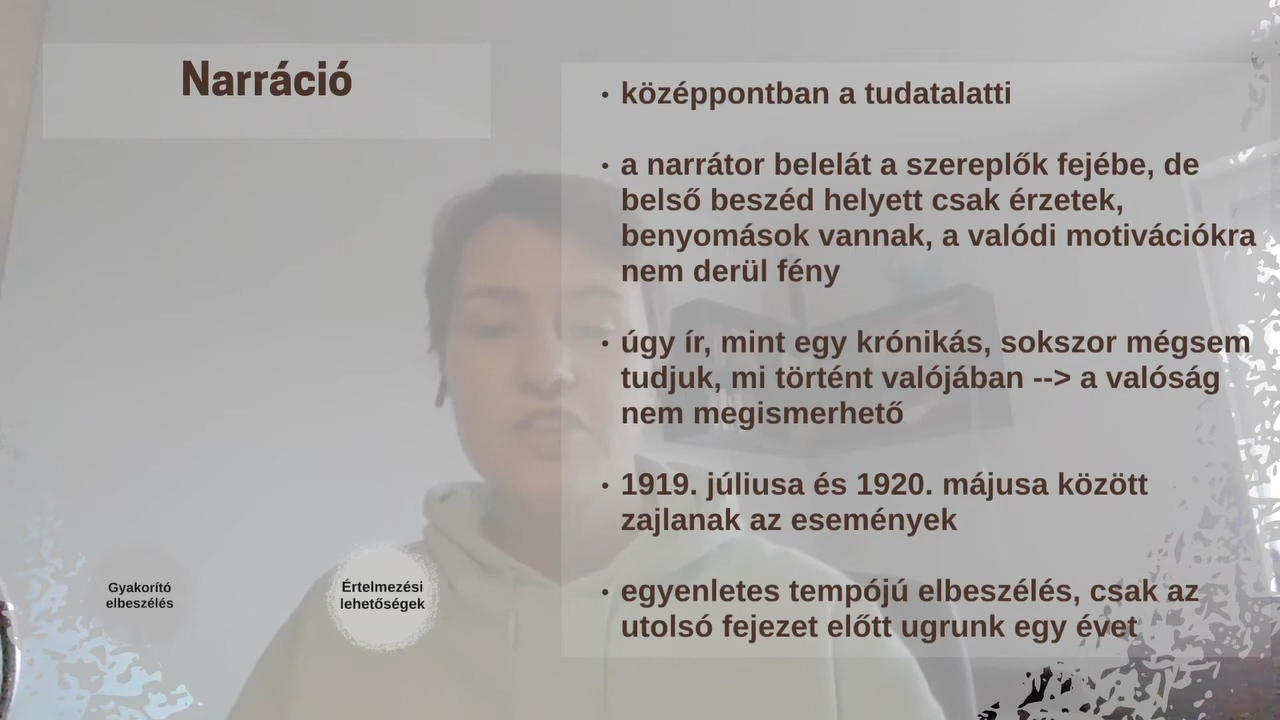 Narráció
• középpontban a tudatalatti
• a narrátor belelát a szereplők fejébe, de
belső beszéd helyett csak érzetek,
benyomások vannak, a valódi motivációkra
nem derül fény
• úgy ír, mint egy krónikás, sokszor mégsem
tudjuk, mi történt valójában --> a valóság
nem megismerhető
• 1919. júliusa és 1920. májusa között
zajlanak az események
• egyenletes tempójú elbeszélés, csak az
utolsó fejezet előtt ugrunk egy évet
Gyakorító
elbeszélés
Értelmezési
lehetőségek